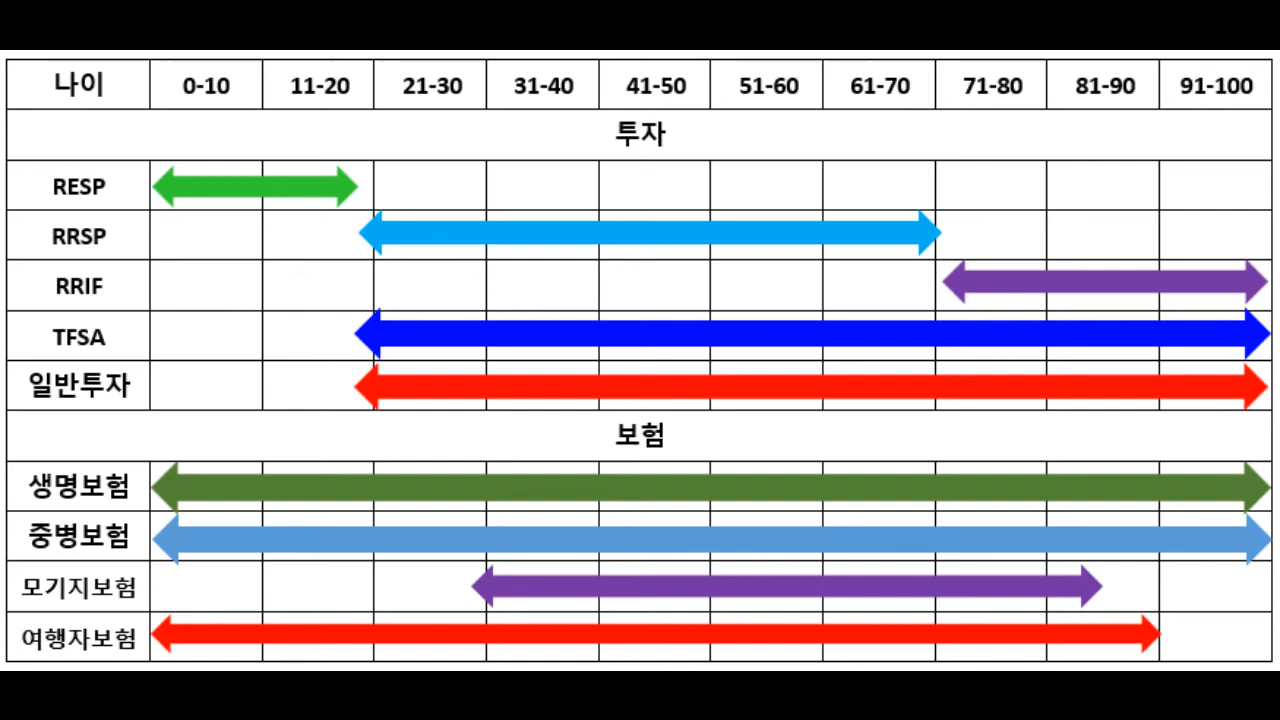 나이 0-10 11-20 21-30 31-40 41-50 51-60 61-70 71-80 81-90 91-100
투자
RESP
RRSP
RRIF
TFSA
일반투자
보험
생명보험
중병보험
모기지보험
여행자보험